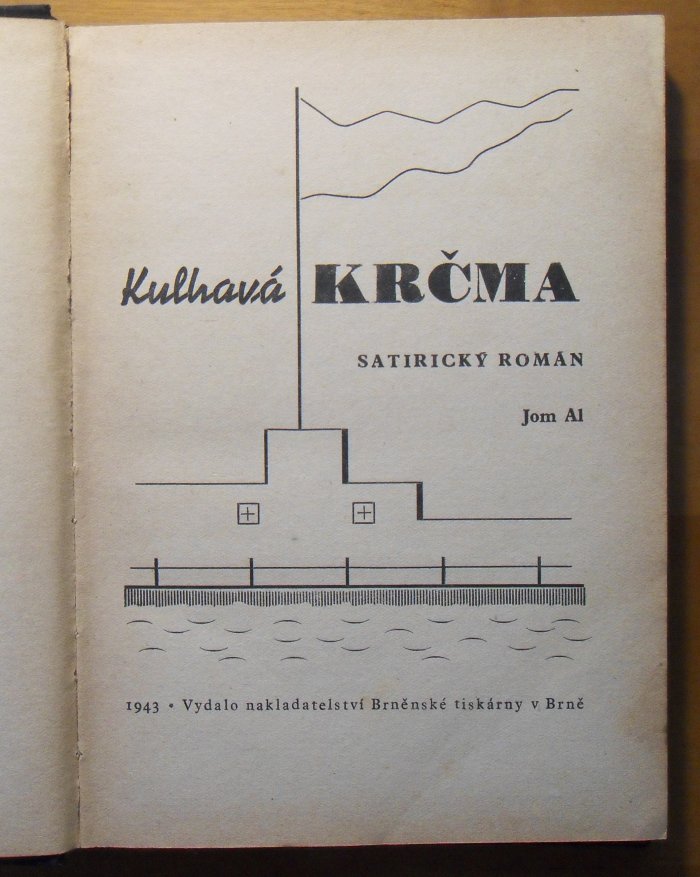 Kulhavá KRČMA
SATIRICKÝ ROMÁN
Jom Al
1943 • Vydalo nakladatelství Brněnské tiskárny v Brně